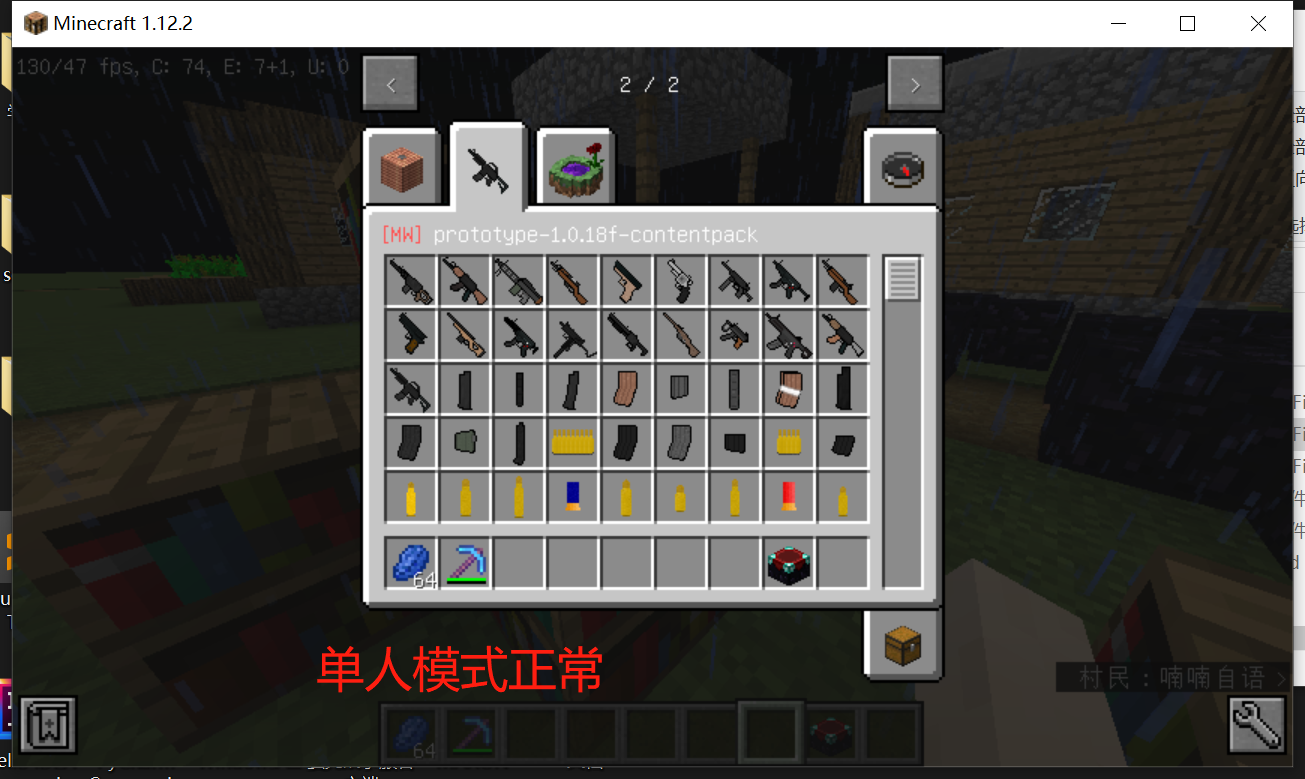 Minecraft 1.12.2
130/47 fps, C: 74, E: 7+1, U: 0
<
2 / 2
>
[MW] prototype-1.0.18f-contentpack
64
单人模式正常
村民：喃喃自语 >
64